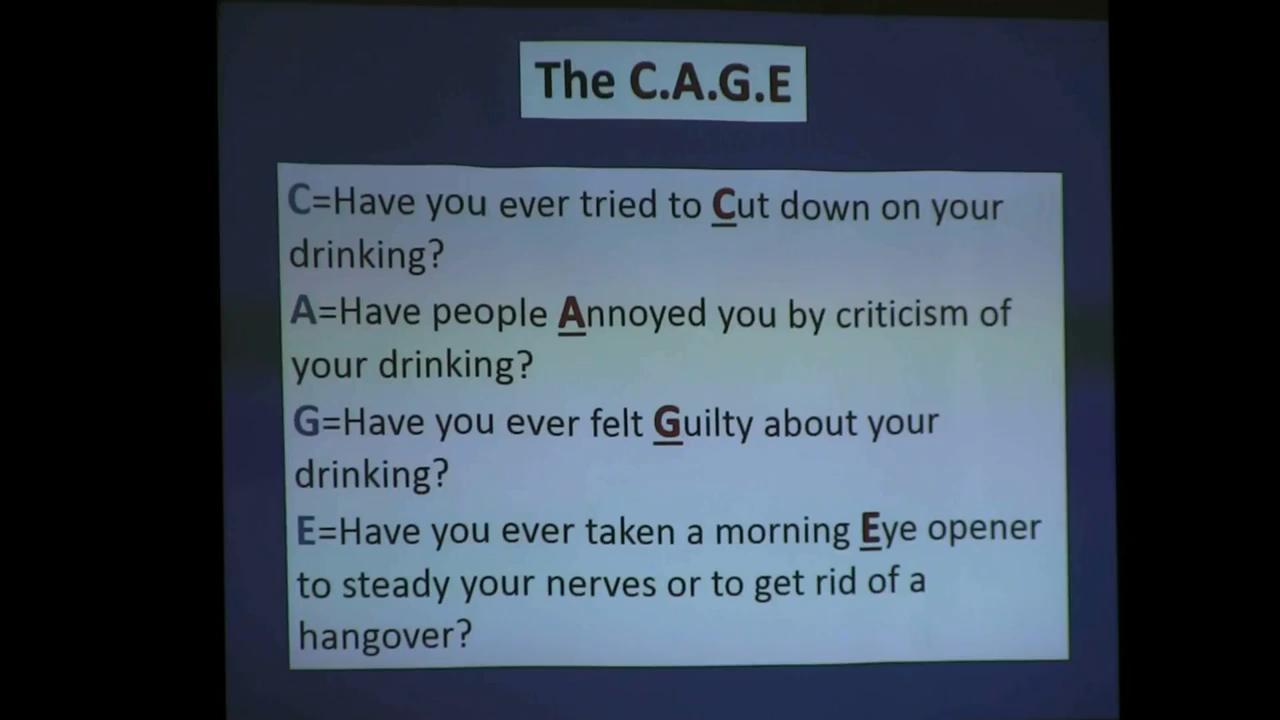 The C.A.G.E
C=Have you ever tried to Cut down on your
drinking?
A=Have people Annoyed you by criticism of
your drinking?
G=Have you ever felt Guilty about your
drinking?
E=Have you ever taken a morning Eye opener
to steady your nerves or to get rid of a
hangover?